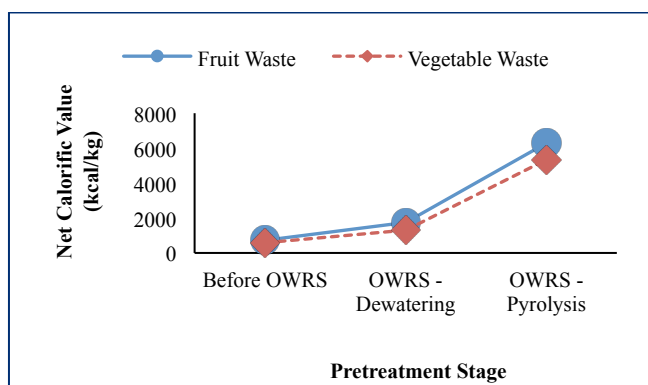 Fruit Waste
Vegetable Waste
Net Calorific Value
(kcal/kg)
8000
6000
4000
2000
0
Before OWRS
OWRS -
Dewatering
OWRS -
Pyrolysis
Pretreatment Stage